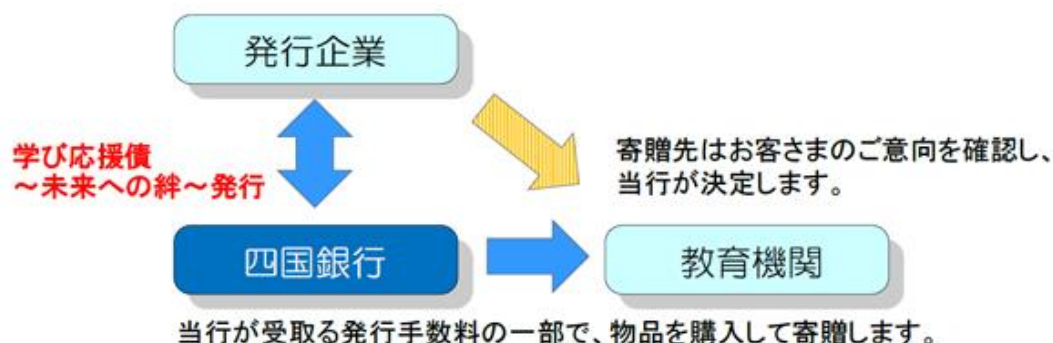 発行企業
学び応援債
～未来への絆～発行
寄贈先はお客さまのご意向を確認し、
当行が決定します。
四国銀行
教育機関
当行が受取る発行手数料の一部で、物品を購入して寄贈します。